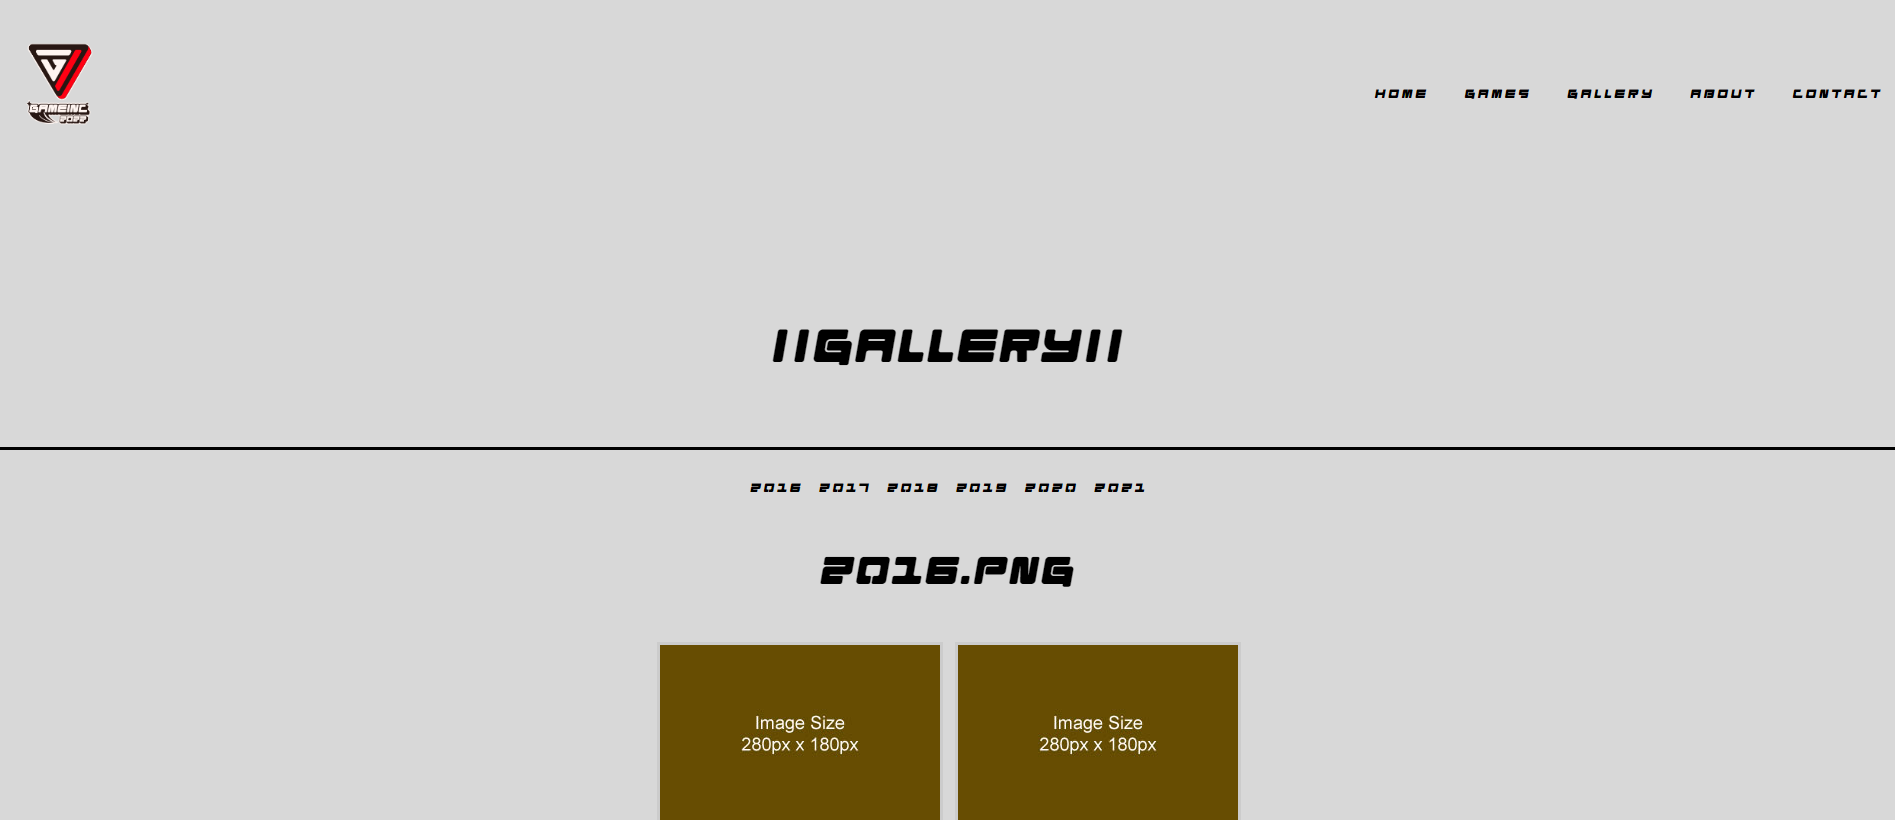 GAMEINC
2022
HOME GAMES GALLERY ABOUT CONTACT
||GALLERY||
2016 2017 2018 2019 2020 2021
2016.PNG
Image Size
280px x 180px
Image Size
280px x 180px